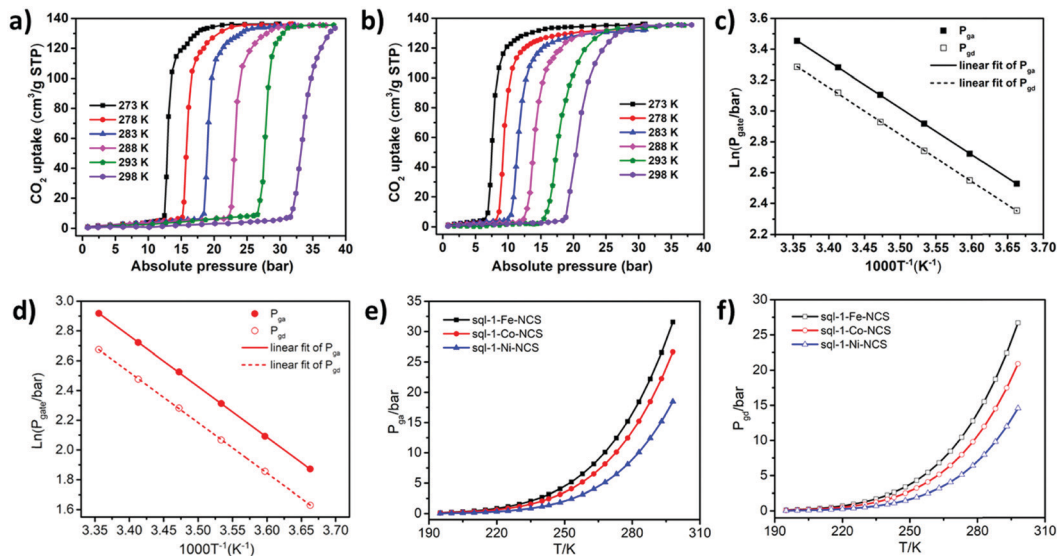 a)
CO2 uptake (cm³/g STP)
140
120
100
80
60
40
20
0
273 K
278 K
283 K
288 K
293 K
298 K
0 5 10 15 20 25 30 35 40
Absolute pressure (bar)
b)
CO2 uptake (cm³/g STP)
140
120
100
80
60
40
20
0
273 K
278 K
283 K
288 K
293 K
298 K
0 5 10 15 20 25 30 35 40
Absolute pressure (bar)
c)
Ln(Pgate/bar)
3.6
3.4
3.2
3.0
2.8
2.6
2.4
2.2
Pga
Pgd
linear fit of Pga
linear fit of Pgd
3.35 3.40 3.45 3.50 3.55 3.60 3.65 3.70
1000T⁻¹(K⁻¹)
d)
Ln(Pgate/bar)
3.0
2.8
2.6
2.4
2.2
2.0
1.8
1.6
Pga
Pgd
linear fit of Pga
linear fit of Pgd
3.35 3.40 3.45 3.50 3.55 3.60 3.65 3.70
1000T⁻¹(K⁻¹)
e)
Pga/bar
35
30
25
20
15
10
5
0
sql-1-Fe-NCS
sql-1-Co-NCS
sql-1-Ni-NCS
190 210 230 250 270 290 310
T/K
f)
Pgd/bar
30
25
20
15
10
5
0
sql-1-Fe-NCS
sql-1-Co-NCS
sql-1-Ni-NCS
190 220 250 280 310
T/K